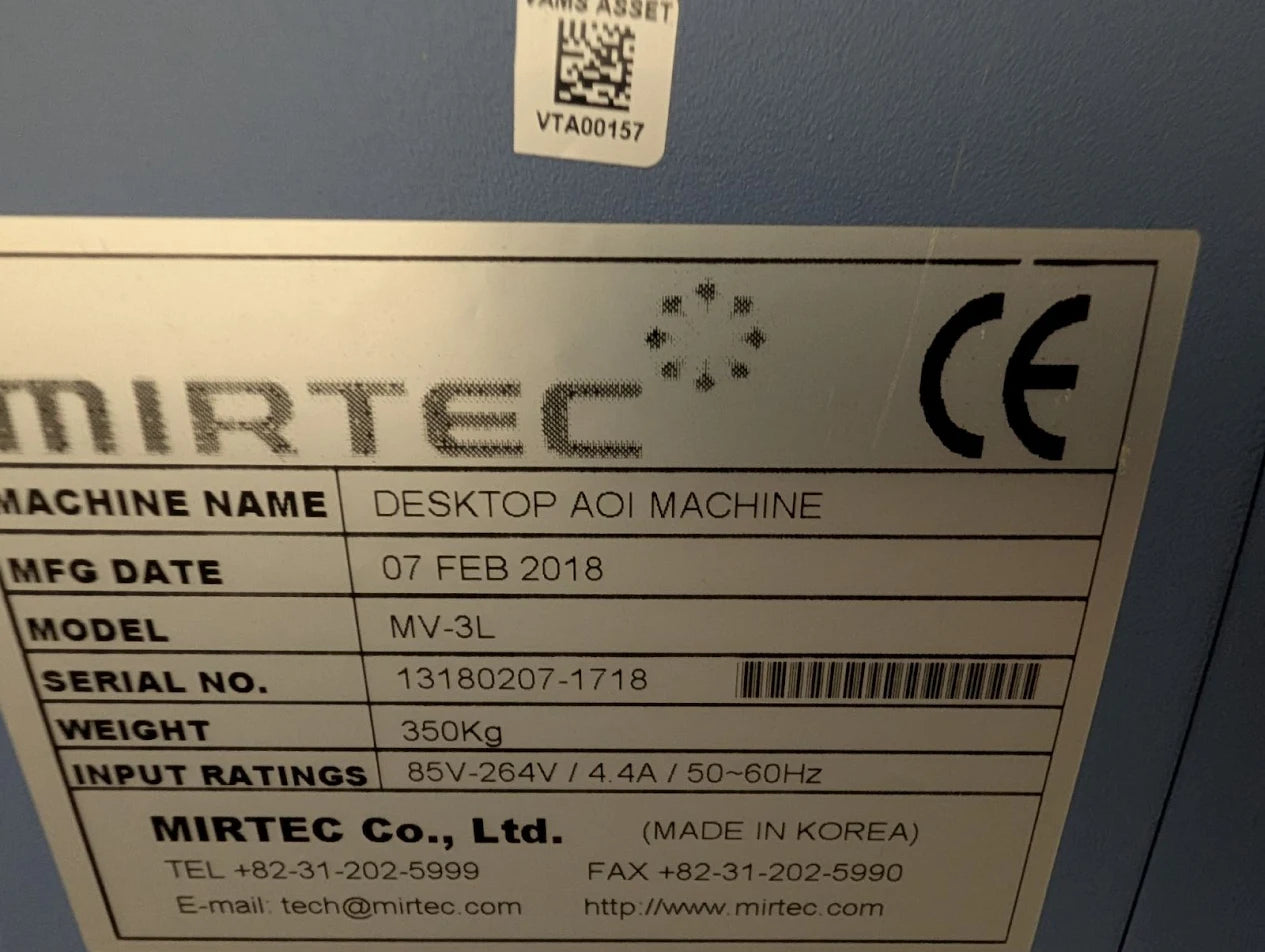 VAMS ASSET
VTA00157
MIRTEC
CE
MACHINE NAME DESKTOP AOI MACHINE
MFG DATE 07 FEB 2018
MODEL MV-3L
SERIAL NO. 13180207-1718
WEIGHT 350Kg
INPUT RATINGS 85V-264V / 4.4A / 50~60Hz
MIRTEC Co., Ltd. (MADE IN KOREA)
TEL +82-31-202-5999 FAX +82-31-202-5990
E-mail: tech@mirtec.com http://www.mirtec.com